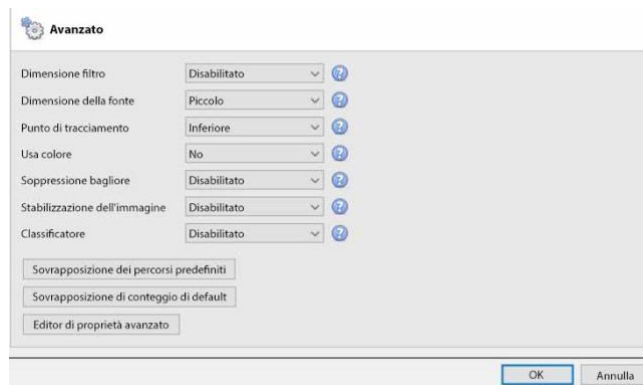 Avanzato
Dimensione filtro Disabilitato
Dimensione della fonte Piccolo
Punto di tracciamento Inferiore
Usa colore No
Soppressione bagliore Disabilitato
Stabilizzazione dell'immagine Disabilitato
Classificatore Disabilitato
Sovrapposizione dei percorsi predefiniti
Sovrapposizione di conteggio di default
Editor di proprietà avanzato
OK Annulla